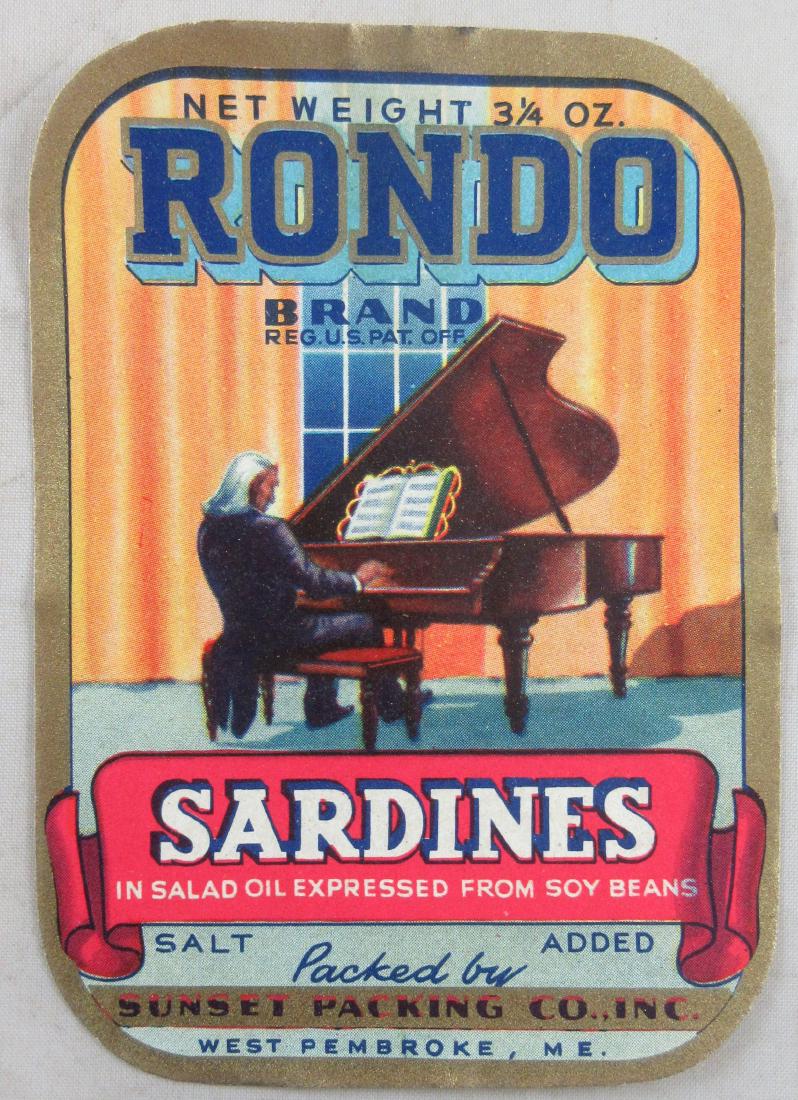 NET WEIGHT 3¼ OZ.
RONDO
BRAND
REG. U.S. PAT. OFF.
SARDINES
IN SALAD OIL EXPRESSED FROM SOY BEANS
SALT ADDED
Packed by
SUNSET PACKING CO., INC.
WEST PEMBROKE, ME.